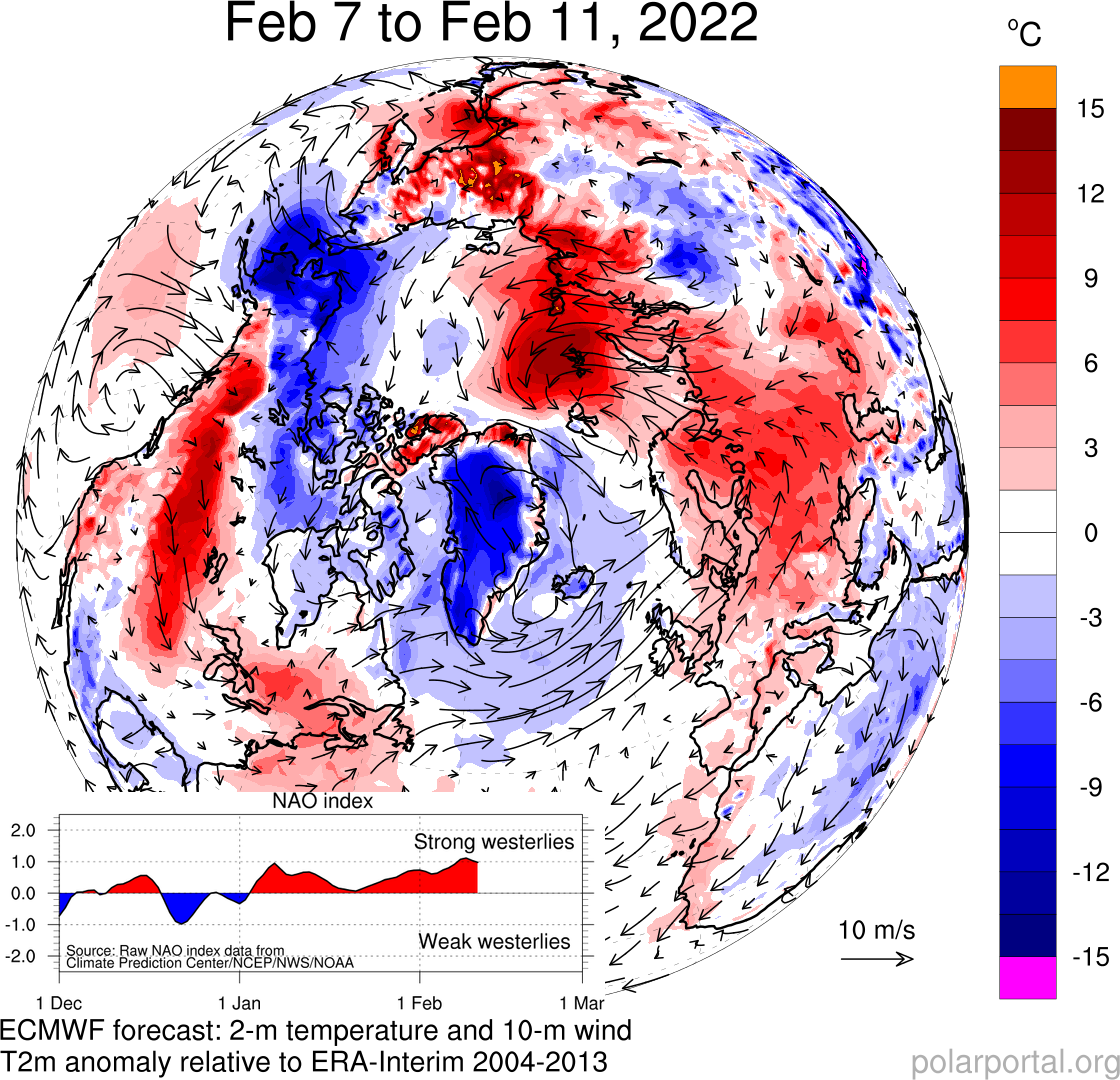 Feb 7 to Feb 11, 2022
°C
15
12
9
6
3
0
-3
-6
-9
-12
-15
10 m/s
NAO index
2.0
1.0
0.0
-1.0
-2.0
Strong westerlies
Weak westerlies
Source: Raw NAO index data from
Climate Prediction Center/NCEP/NWS/NOAA
1 Dec
1 Jan
1 Feb
1 Mar
ECMWF forecast: 2-m temperature and 10-m wind
T2m anomaly relative to ERA-Interim 2004-2013
polarportal.org